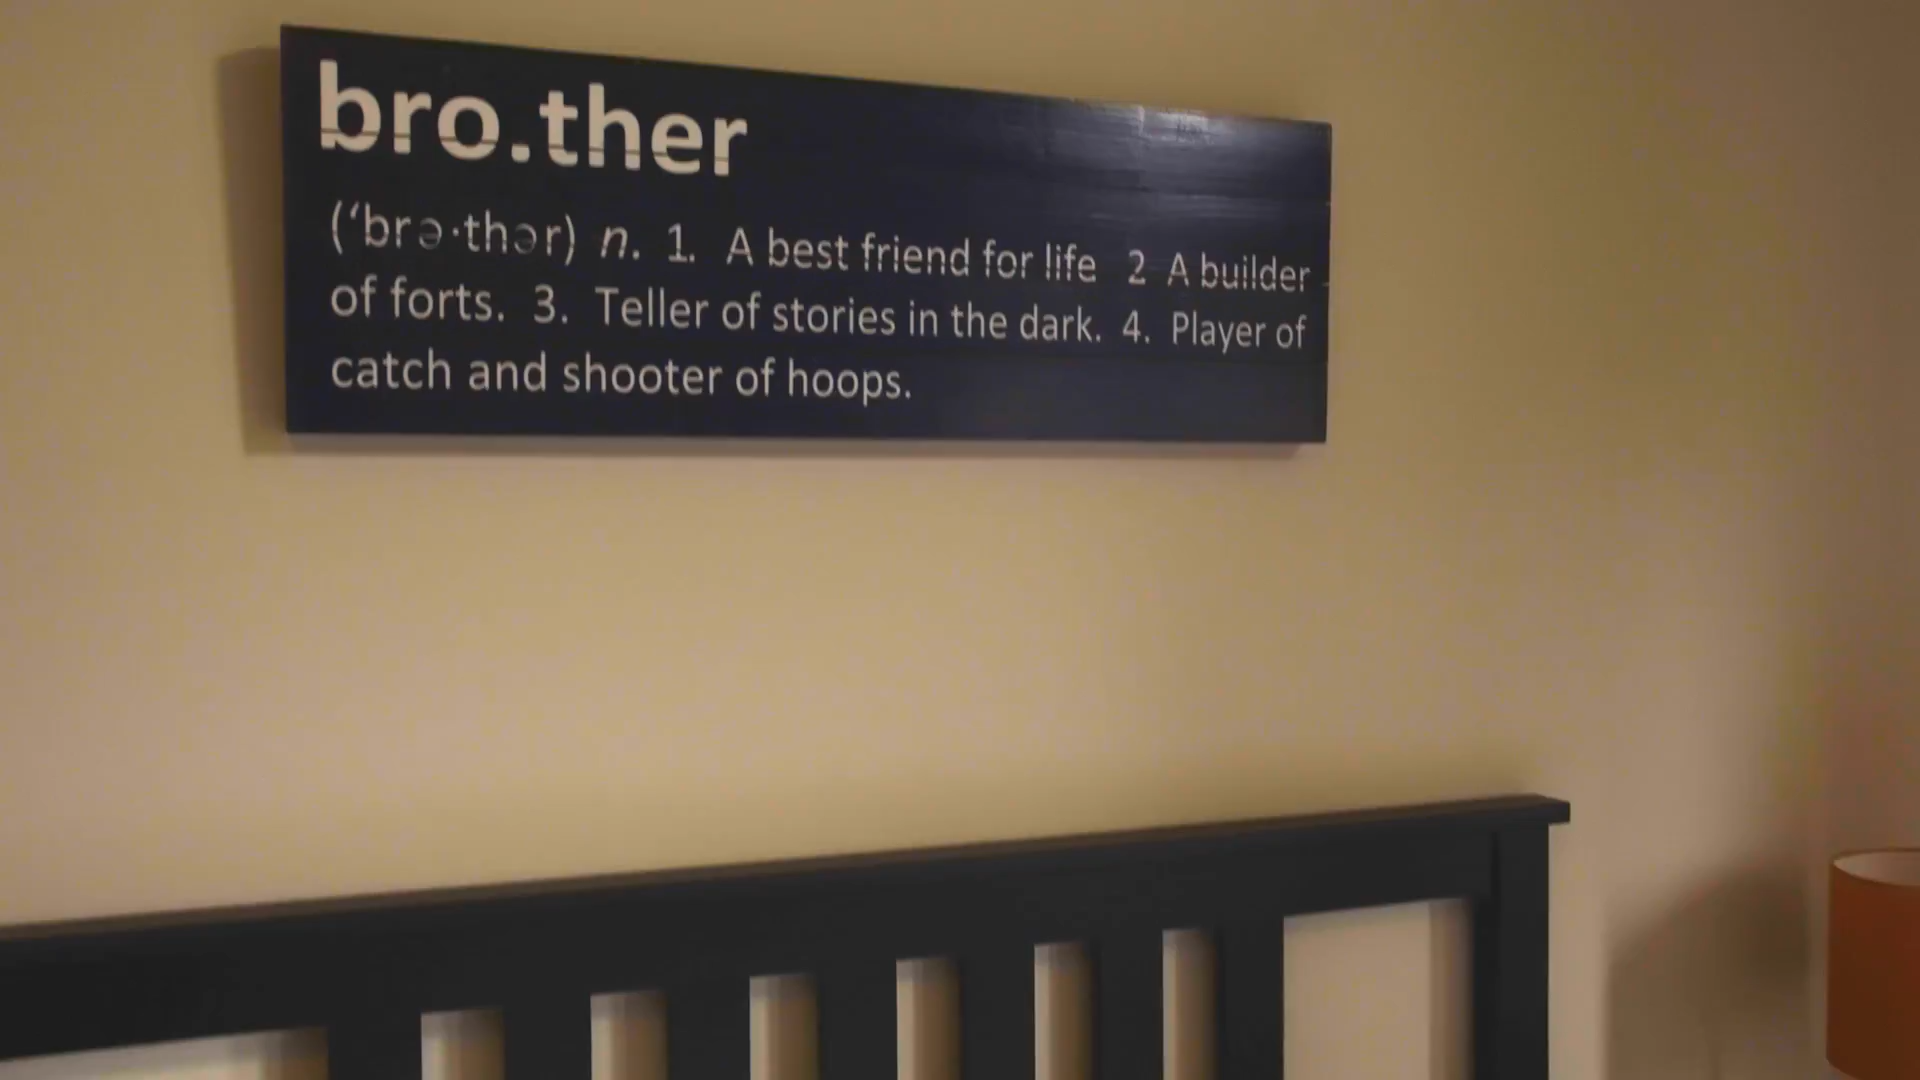 bro.ther
(‘brə·thər) n. 1. A best friend for life 2 A builder
of forts. 3. Teller of stories in the dark. 4. Player of
catch and shooter of hoops.